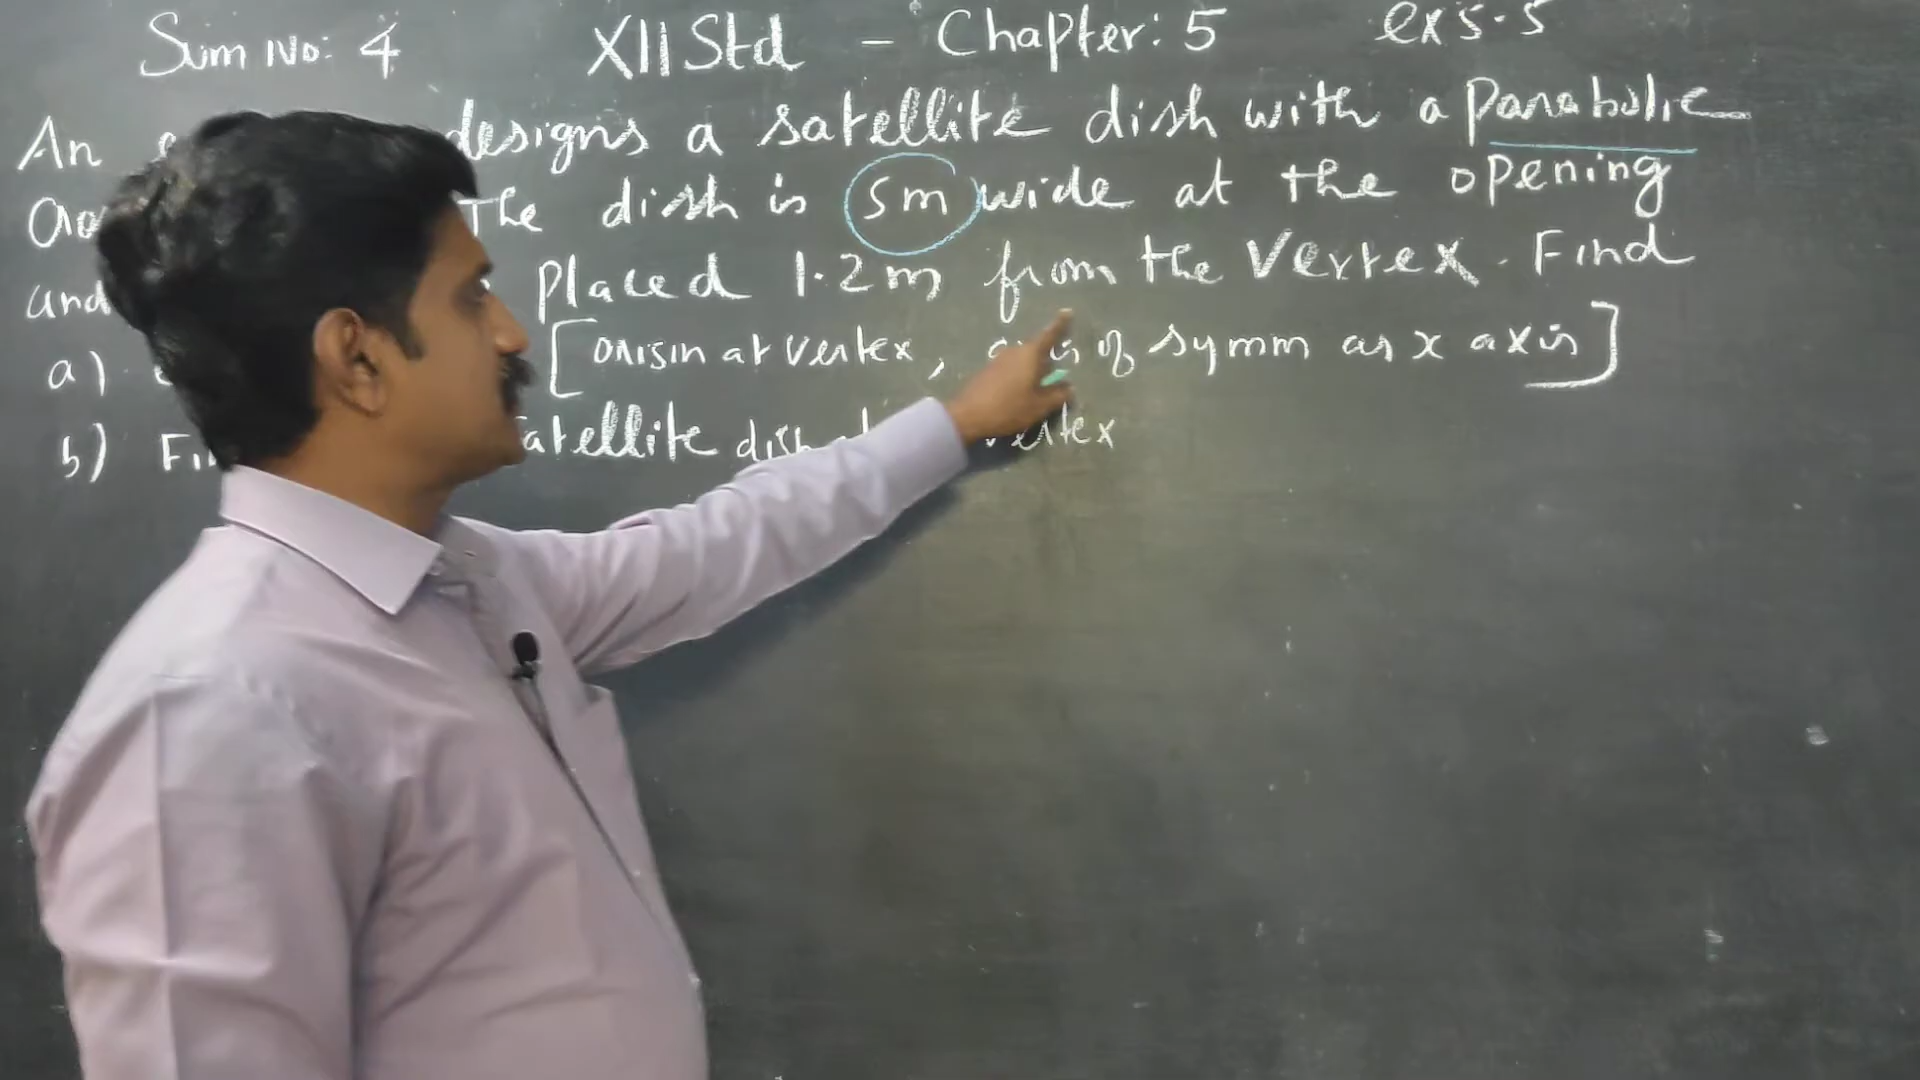 Sum No: 4 XII Std - Chapter: 5 ex 5.5
An designs a satellite dish with a parabolic
The dish is 5m wide at the opening
and placed 1.2m from the vertex. Find
a) [origin at vertex, of symm as x axis]
b) satellite dish vertex